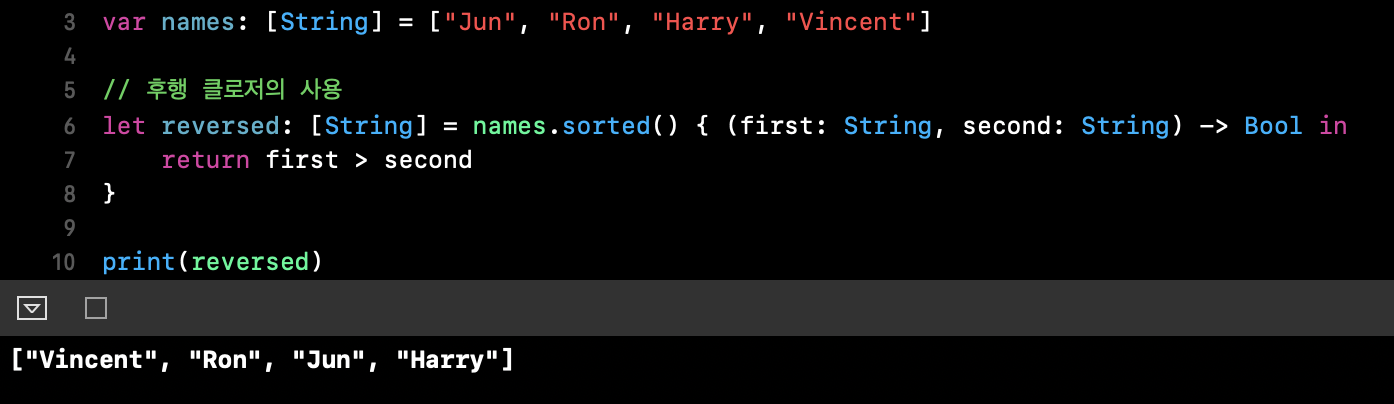 3 var names: [String] = ["Jun", "Ron", "Harry", "Vincent"]
4
5 // 후행 클로저의 사용
6 let reversed: [String] = names.sorted() { (first: String, second: String) -> Bool in
7     return first > second
8 }
9
10 print(reversed)
["Vincent", "Ron", "Jun", "Harry"]